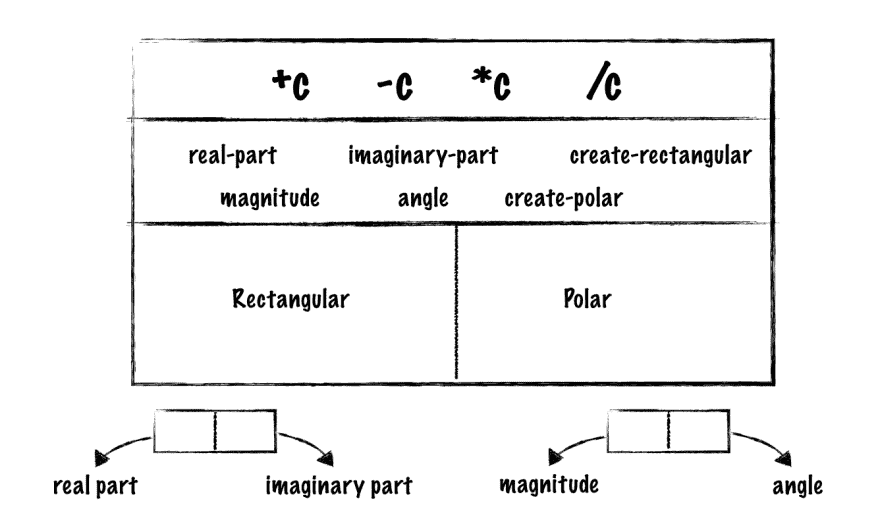 +c -c *c /c
real-part imaginary-part create-rectangular
magnitude angle create-polar
Rectangular Polar
real part imaginary part magnitude angle